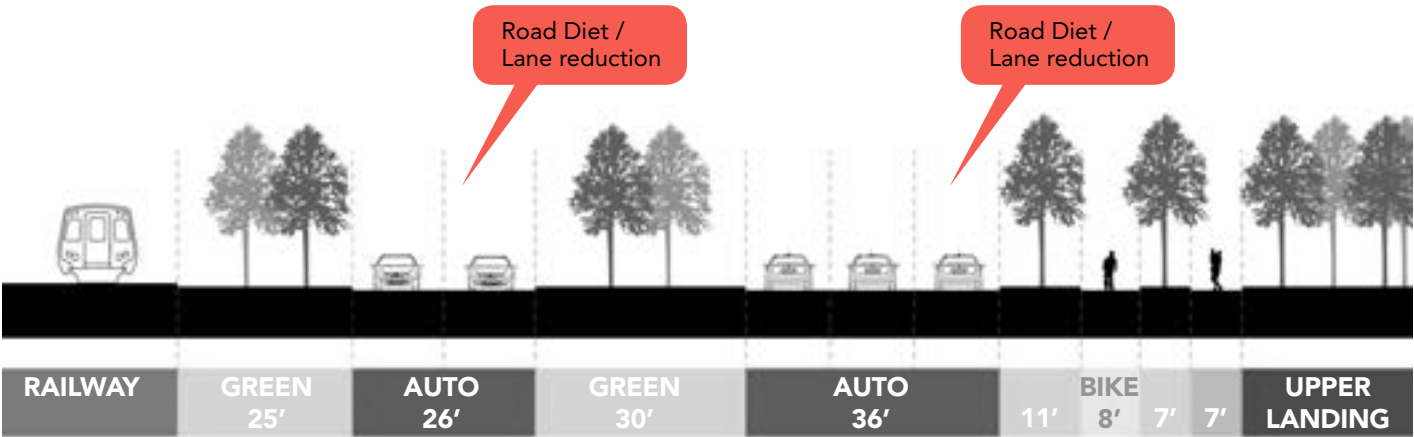 Road Diet /
Lane reduction
Road Diet /
Lane reduction
RAILWAY
GREEN
25’
AUTO
26’
GREEN
30’
AUTO
36’
11’
BIKE
8’
7’
7’
UPPER
LANDING